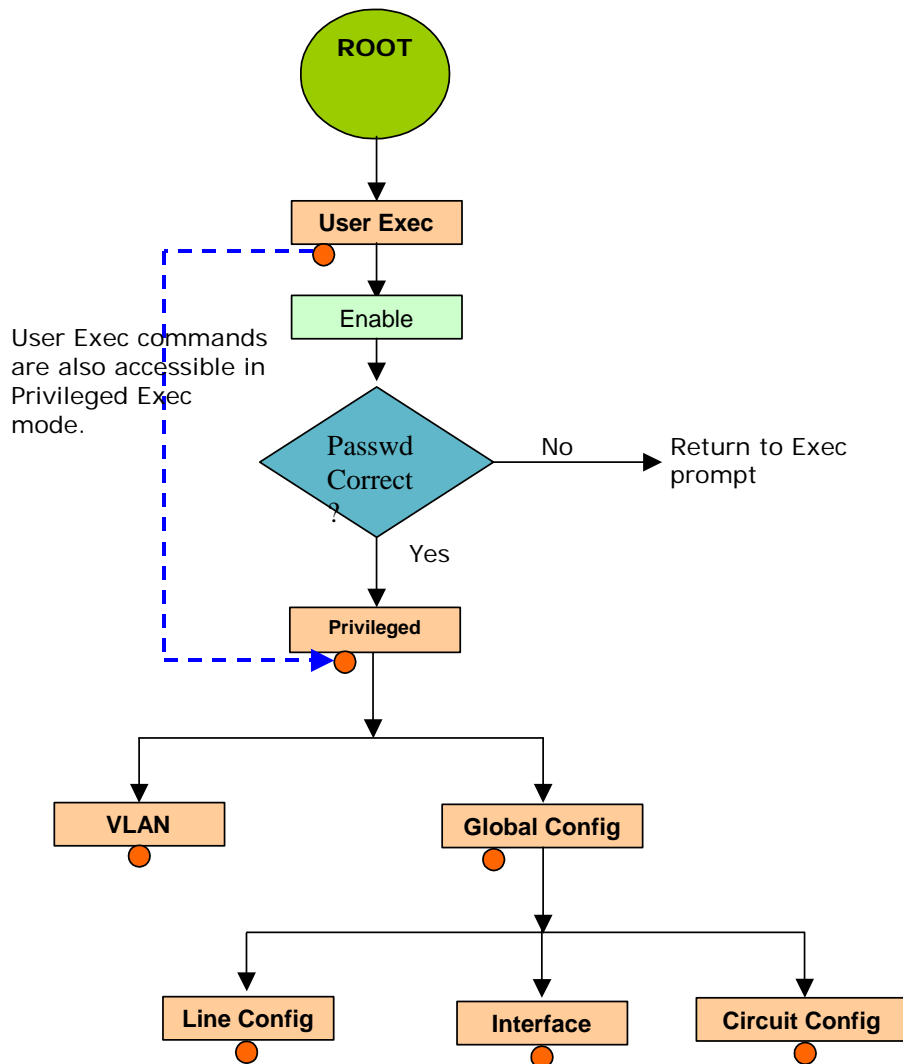 ROOT
User Exec
Enable
User Exec commands
are also accessible in
Privileged Exec
mode.
Passwd
Correct
?
No
Return to Exec
prompt
Yes
Privileged
VLAN
Global Config
Line Config
Interface
Circuit Config